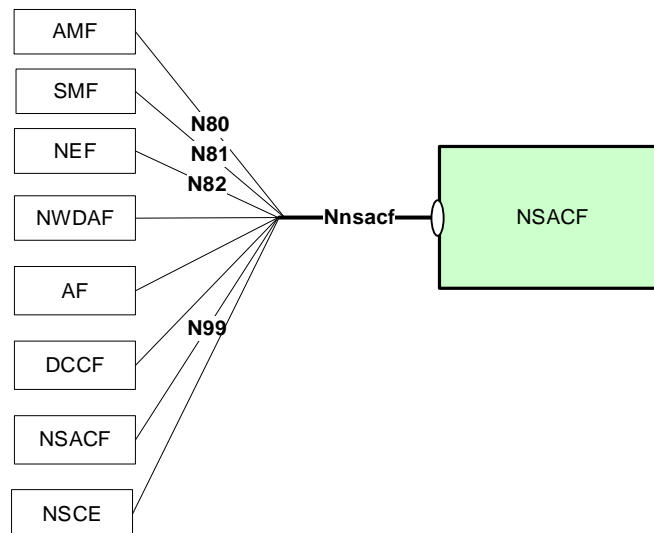 AMF
SMF
NEF
NWDAF
AF
DCCF
NSACF
NSCE
N80
N81
N82
N99
Nnsacf
NSACF